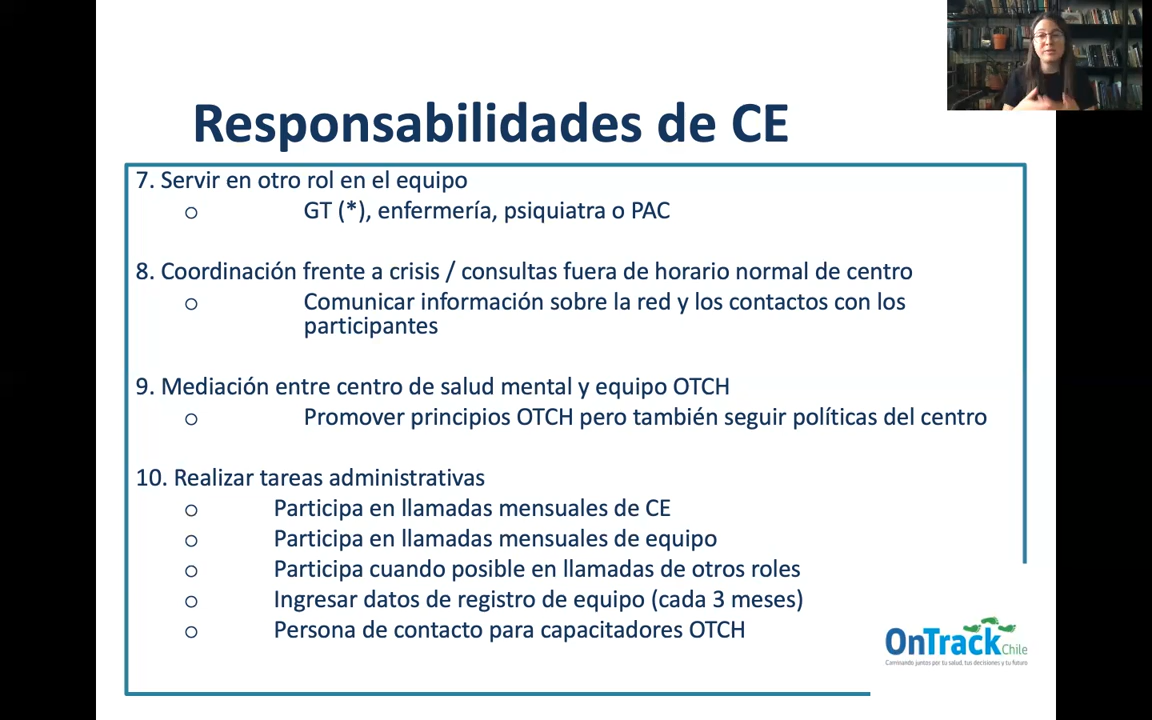 Responsabilidades de CE
7. Servir en otro rol en el equipo
o GT (*), enfermería, psiquiatra o PAC
8. Coordinación frente a crisis / consultas fuera de horario normal de centro
o Comunicar información sobre la red y los contactos con los
participantes
9. Mediación entre centro de salud mental y equipo OTCH
o Promover principios OTCH pero también seguir políticas del centro
10. Realizar tareas administrativas
o Participa en llamadas mensuales de CE
o Participa en llamadas mensuales de equipo
o Participa cuando posible en llamadas de otros roles
o Ingresar datos de registro de equipo (cada 3 meses)
o Persona de contacto para capacitadores OTCH
OnTrackChile
Caminando juntos por tu salud, tus decisiones y tu futuro